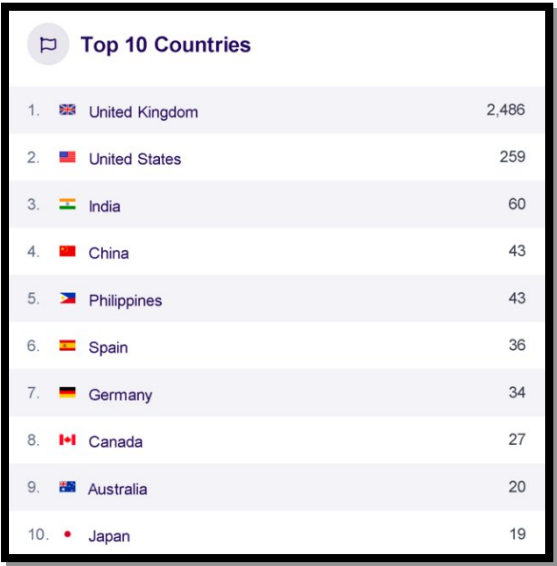 Top 10 Countries
1. United Kingdom 2,486
2. United States 259
3. India 60
4. China 43
5. Philippines 43
6. Spain 36
7. Germany 34
8. Canada 27
9. Australia 20
10. Japan 19